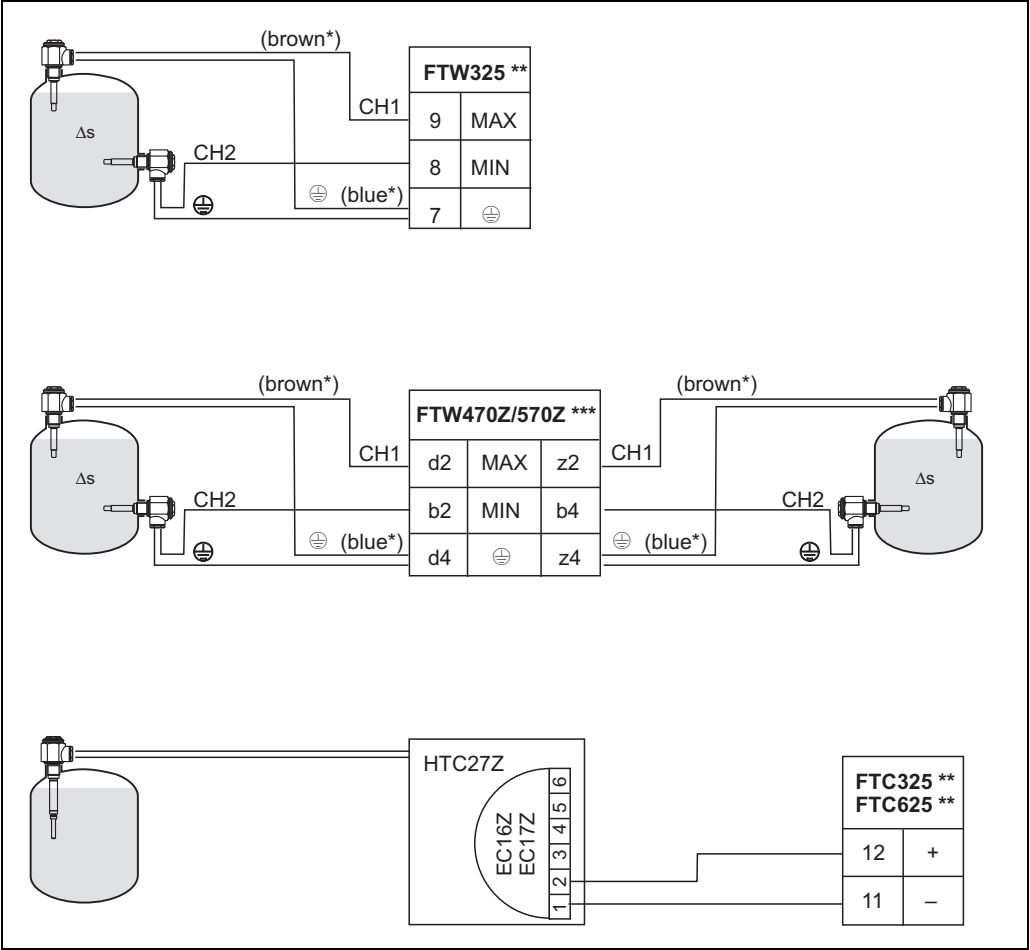 (brown*)
FTW325 **
CH1
9 MAX
Δs
CH2
8 MIN
⏚ (blue*)
⏚
7 ⏚
(brown*)
(brown*)
FTW470Z/570Z ***
CH1
d2 MAX z2
CH1
Δs
Δs
CH2
b2 MIN b4
CH2
⏚ (blue*)
⏚
d4 ⏚ z4
⏚ (blue*)
⏚
HTC27Z
EC16Z
EC17Z
6
5
4
3
2
1
FTC325 **
FTC625 **
12 +
11 –